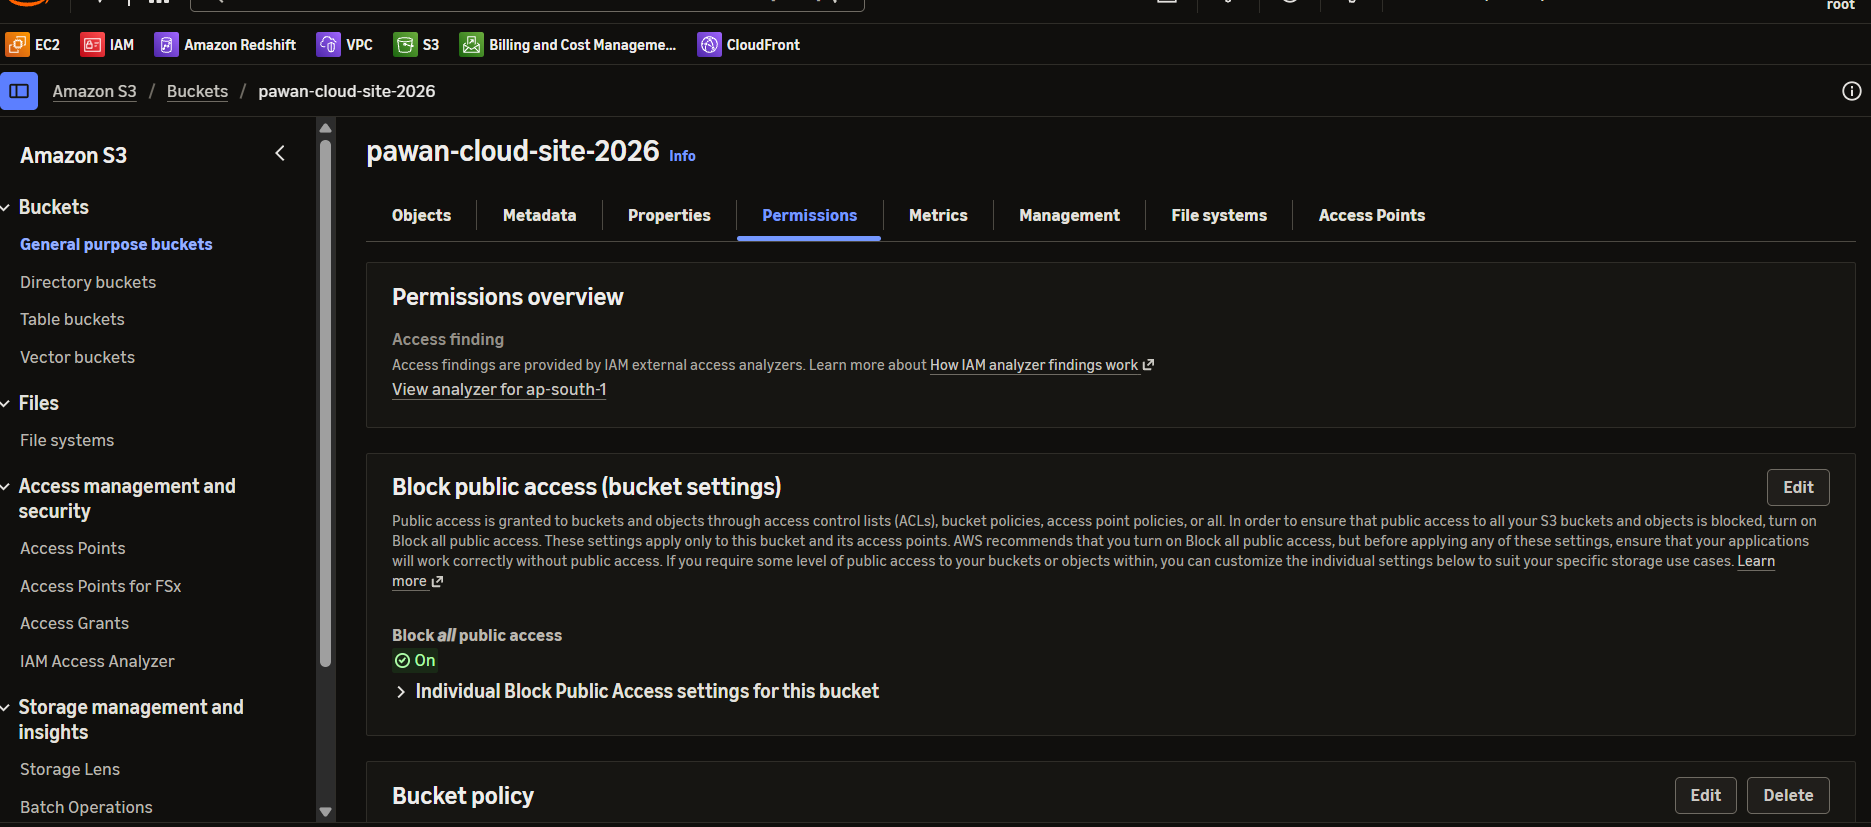 root
EC2 IAM Amazon Redshift VPC S3 Billing and Cost Manageme... CloudFront
Amazon S3 / Buckets / pawan-cloud-site-2026
Amazon S3
Buckets
General purpose buckets
Directory buckets
Table buckets
Vector buckets
Files
File systems
Access management and
security
Access Points
Access Points for FSx
Access Grants
IAM Access Analyzer
Storage management and
insights
Storage Lens
Batch Operations
pawan-cloud-site-2026 Info
Objects Metadata Properties Permissions Metrics Management File systems Access Points
Permissions overview
Access finding
Access findings are provided by IAM external access analyzers. Learn more about How IAM analyzer findings work
View analyzer for ap-south-1
Block public access (bucket settings)
Edit
Public access is granted to buckets and objects through access control lists (ACLs), bucket policies, access point policies, or all. In order to ensure that public access to all your S3 buckets and objects is blocked, turn on
Block all public access. These settings apply only to this bucket and its access points. AWS recommends that you turn on Block all public access, but before applying any of these settings, ensure that your applications
will work correctly without public access. If you require some level of public access to your buckets or objects within, you can customize the individual settings below to suit your specific storage use cases. Learn
more
Block all public access
On
Individual Block Public Access settings for this bucket
Bucket policy
Edit Delete